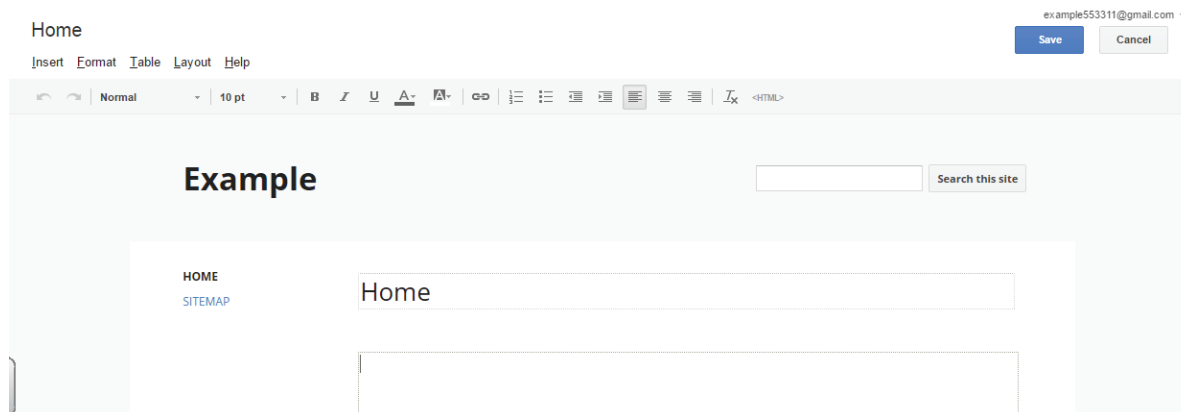 example553311@gmail.com
Home
Save Cancel
Insert Format Table Layout Help
Normal 10 pt B I U A A <HTML>
Example
Search this site
HOME
Home
SITEMAP